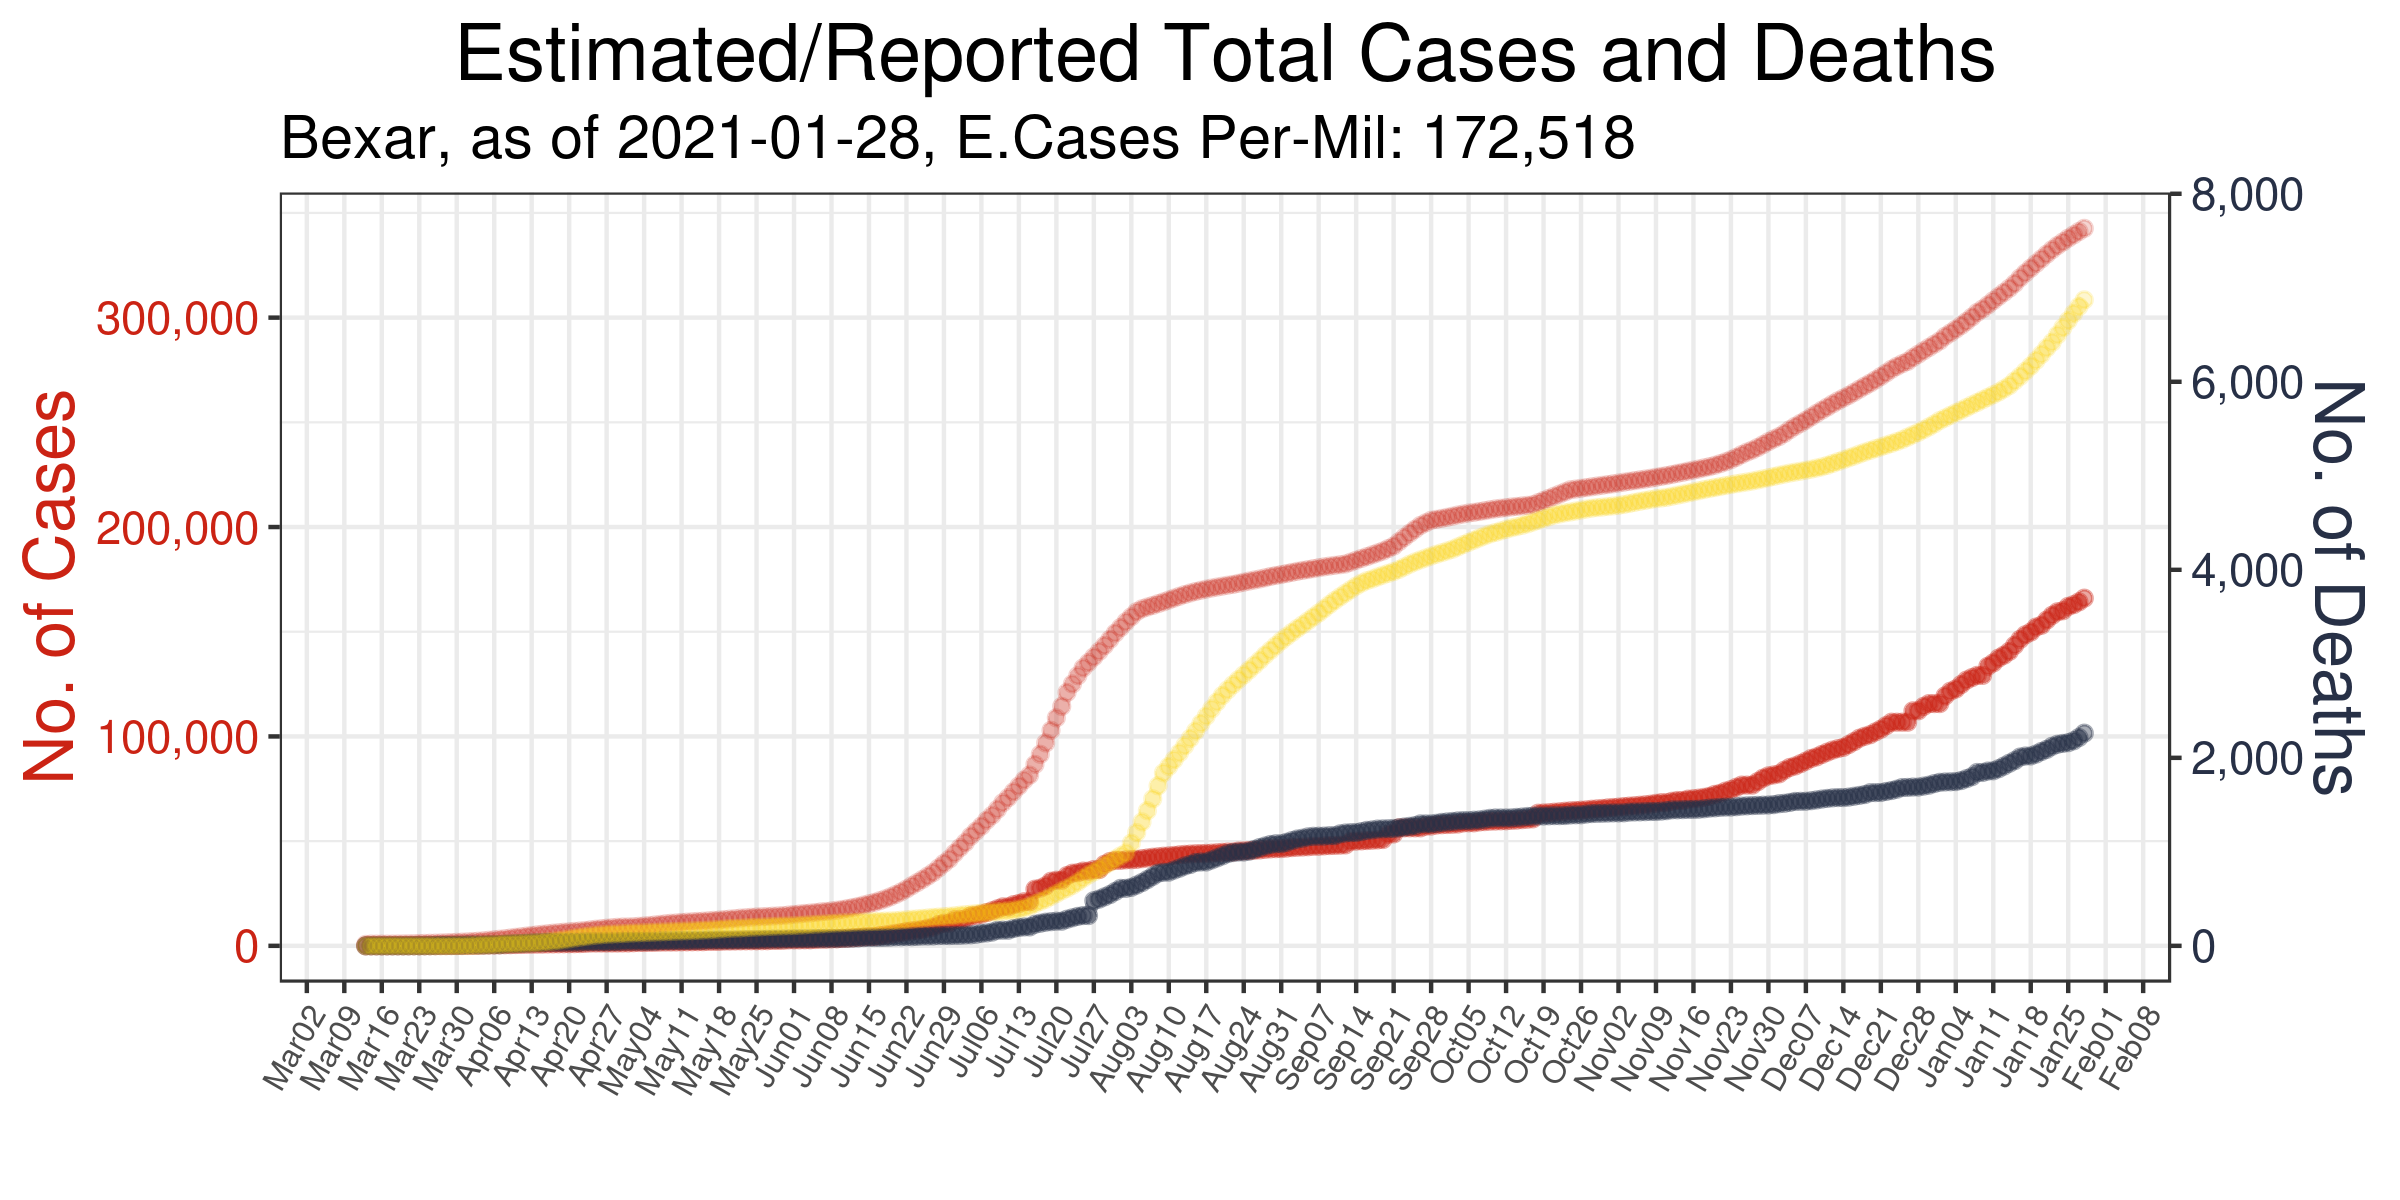 Estimated/Reported Total Cases and Deaths
Bexar, as of 2021-01-28, E.Cases Per-Mil: 172,518
No. of Cases
300,000
200,000
100,000
0
8,000
6,000
4,000
2,000
0
No. of Deaths
Mar02
Mar09
Mar16
Mar23
Mar30
Apr06
Apr13
Apr20
Apr27
May04
May11
May18
May25
Jun01
Jun08
Jun15
Jun22
Jun29
Jul06
Jul13
Jul20
Jul27
Aug03
Aug10
Aug17
Aug24
Aug31
Sep07
Sep14
Sep21
Sep28
Oct05
Oct12
Oct19
Oct26
Nov02
Nov09
Nov16
Nov23
Nov30
Dec07
Dec14
Dec21
Dec28
Jan04
Jan11
Jan18
Jan25
Feb01
Feb08